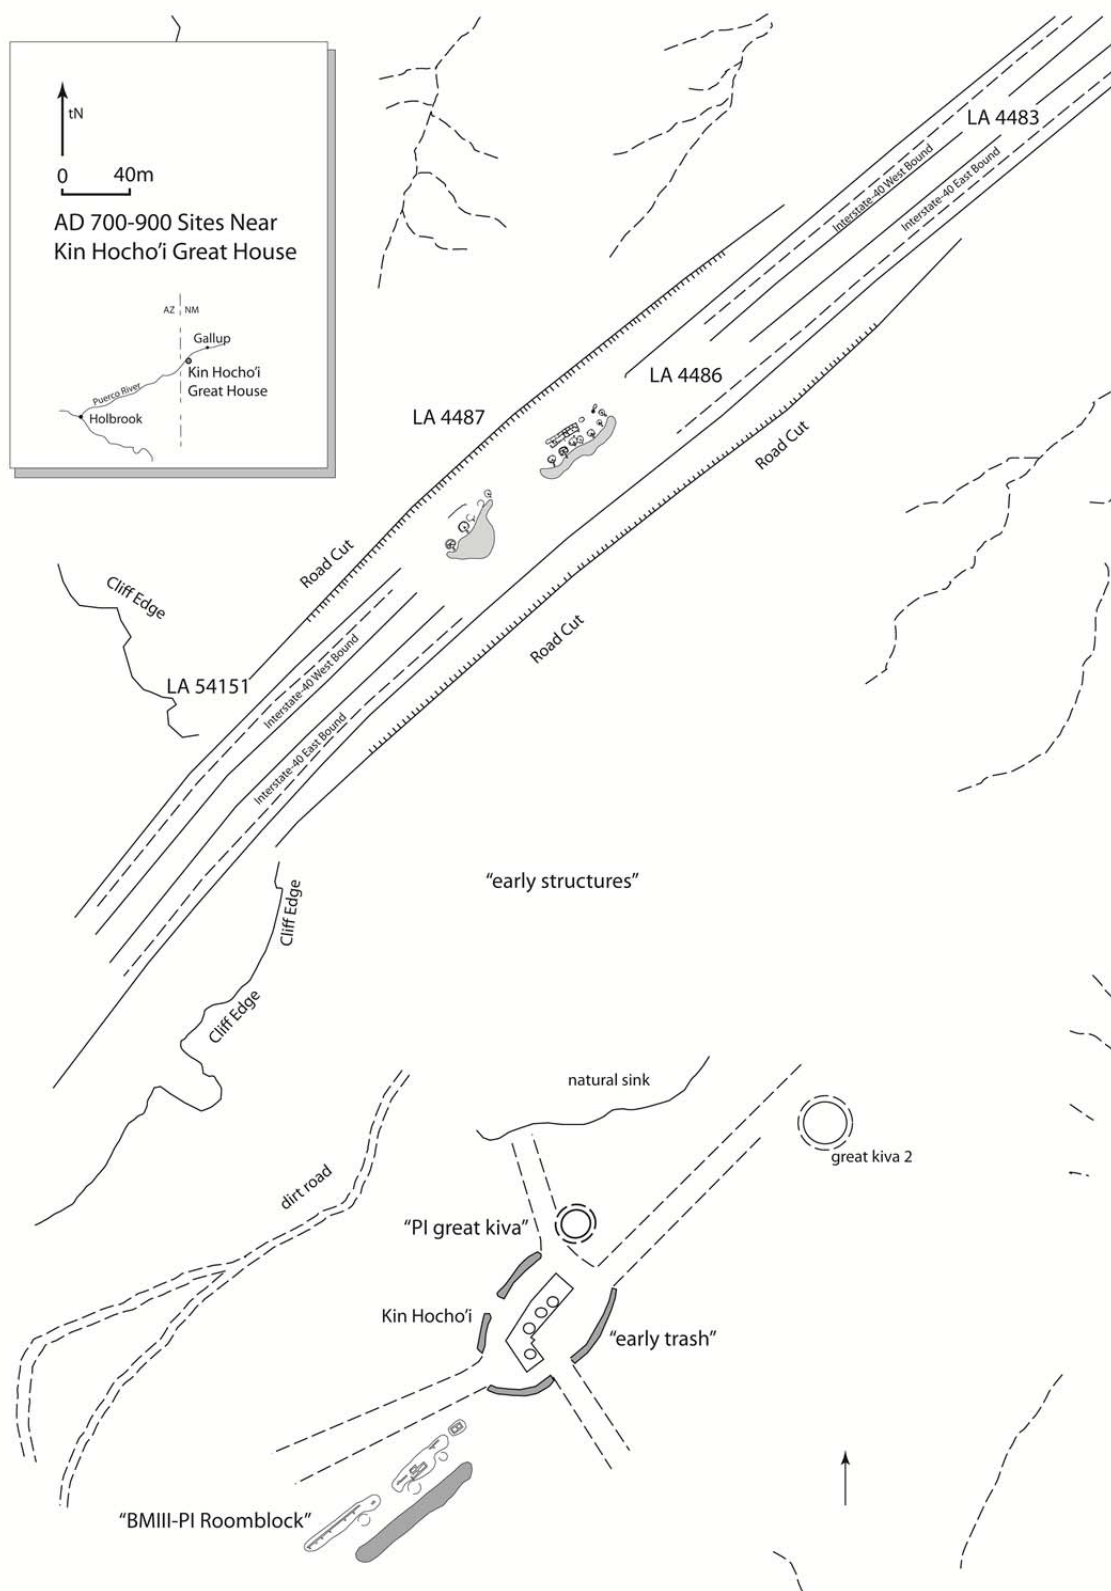 tN
0 40m
AD 700-900 Sites Near
Kin Hocho’i Great House
AZ NM
Gallup
Kin Hocho’i
Great House
Puerco River
Holbrook
LA 4483
Interstate-40 West Bound
Interstate-40 East Bound
LA 4486
LA 4487
Road Cut
Road Cut
Road Cut
Cliff Edge
LA 54151
Interstate-40 West Bound
Interstate-40 East Bound
“early structures”
Cliff Edge
Cliff Edge
natural sink
great kiva 2
dirt road
“PI great kiva”
Kin Hocho’i
“early trash”
“BMIII-PI Roomblock”